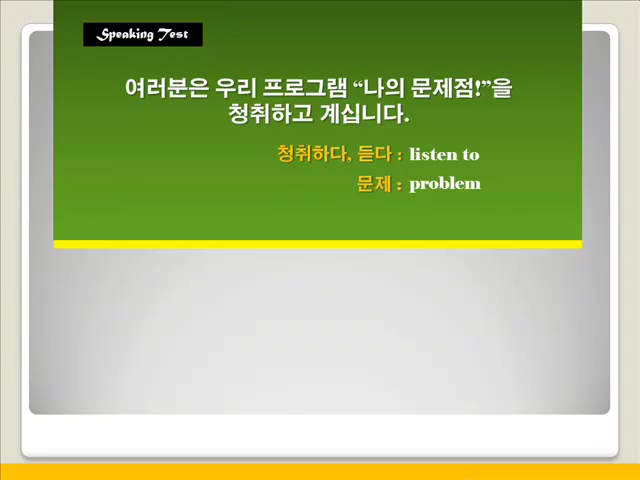 Speaking Test
여러분은 우리 프로그램 “나의 문제점!”을
청취하고 계십니다.
청취하다, 듣다 : listen to
문제 : problem